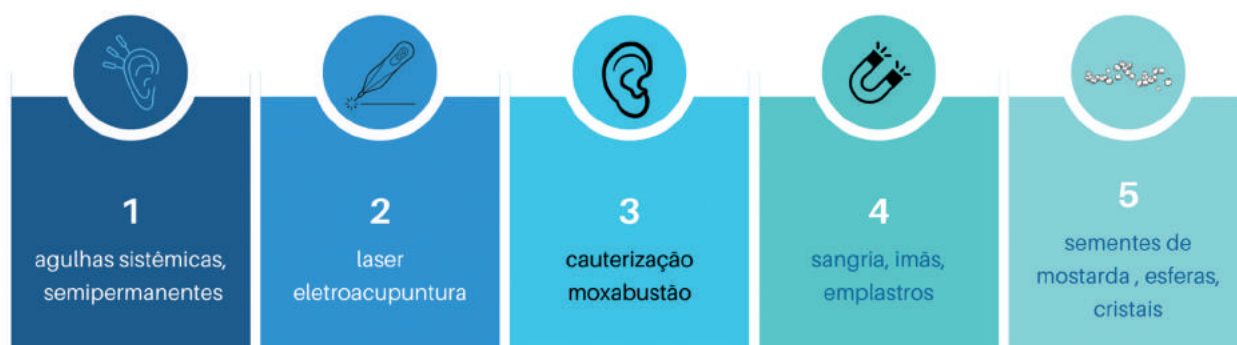 1
agulhas sistêmicas,
semipermanentes
2
laser
eletroacupuntura
3
cauterização
moxabustão
4
sangria, imãs,
emplastros
5
sementes de
mostarda , esferas,
cristais